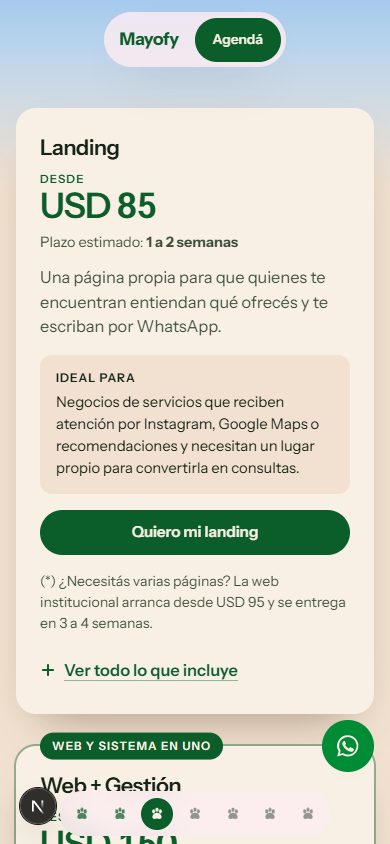 Mayofy
Agendá
Landing
DESDE
USD 85
Plazo estimado: 1 a 2 semanas
Una página propia para que quienes te
encuentran entiendan qué ofrecés y te
escriban por WhatsApp.
IDEAL PARA
Negocios de servicios que reciben
atención por Instagram, Google Maps o
recomendaciones y necesitan un lugar
propio para convertirla en consultas.
Quiero mi landing
(*) ¿Necesitás varias páginas? La web
institucional arranca desde USD 95 y se entrega
en 3 a 4 semanas.
+ Ver todo lo que incluye
WEB Y SISTEMA EN UNO
Web + Gestión
N